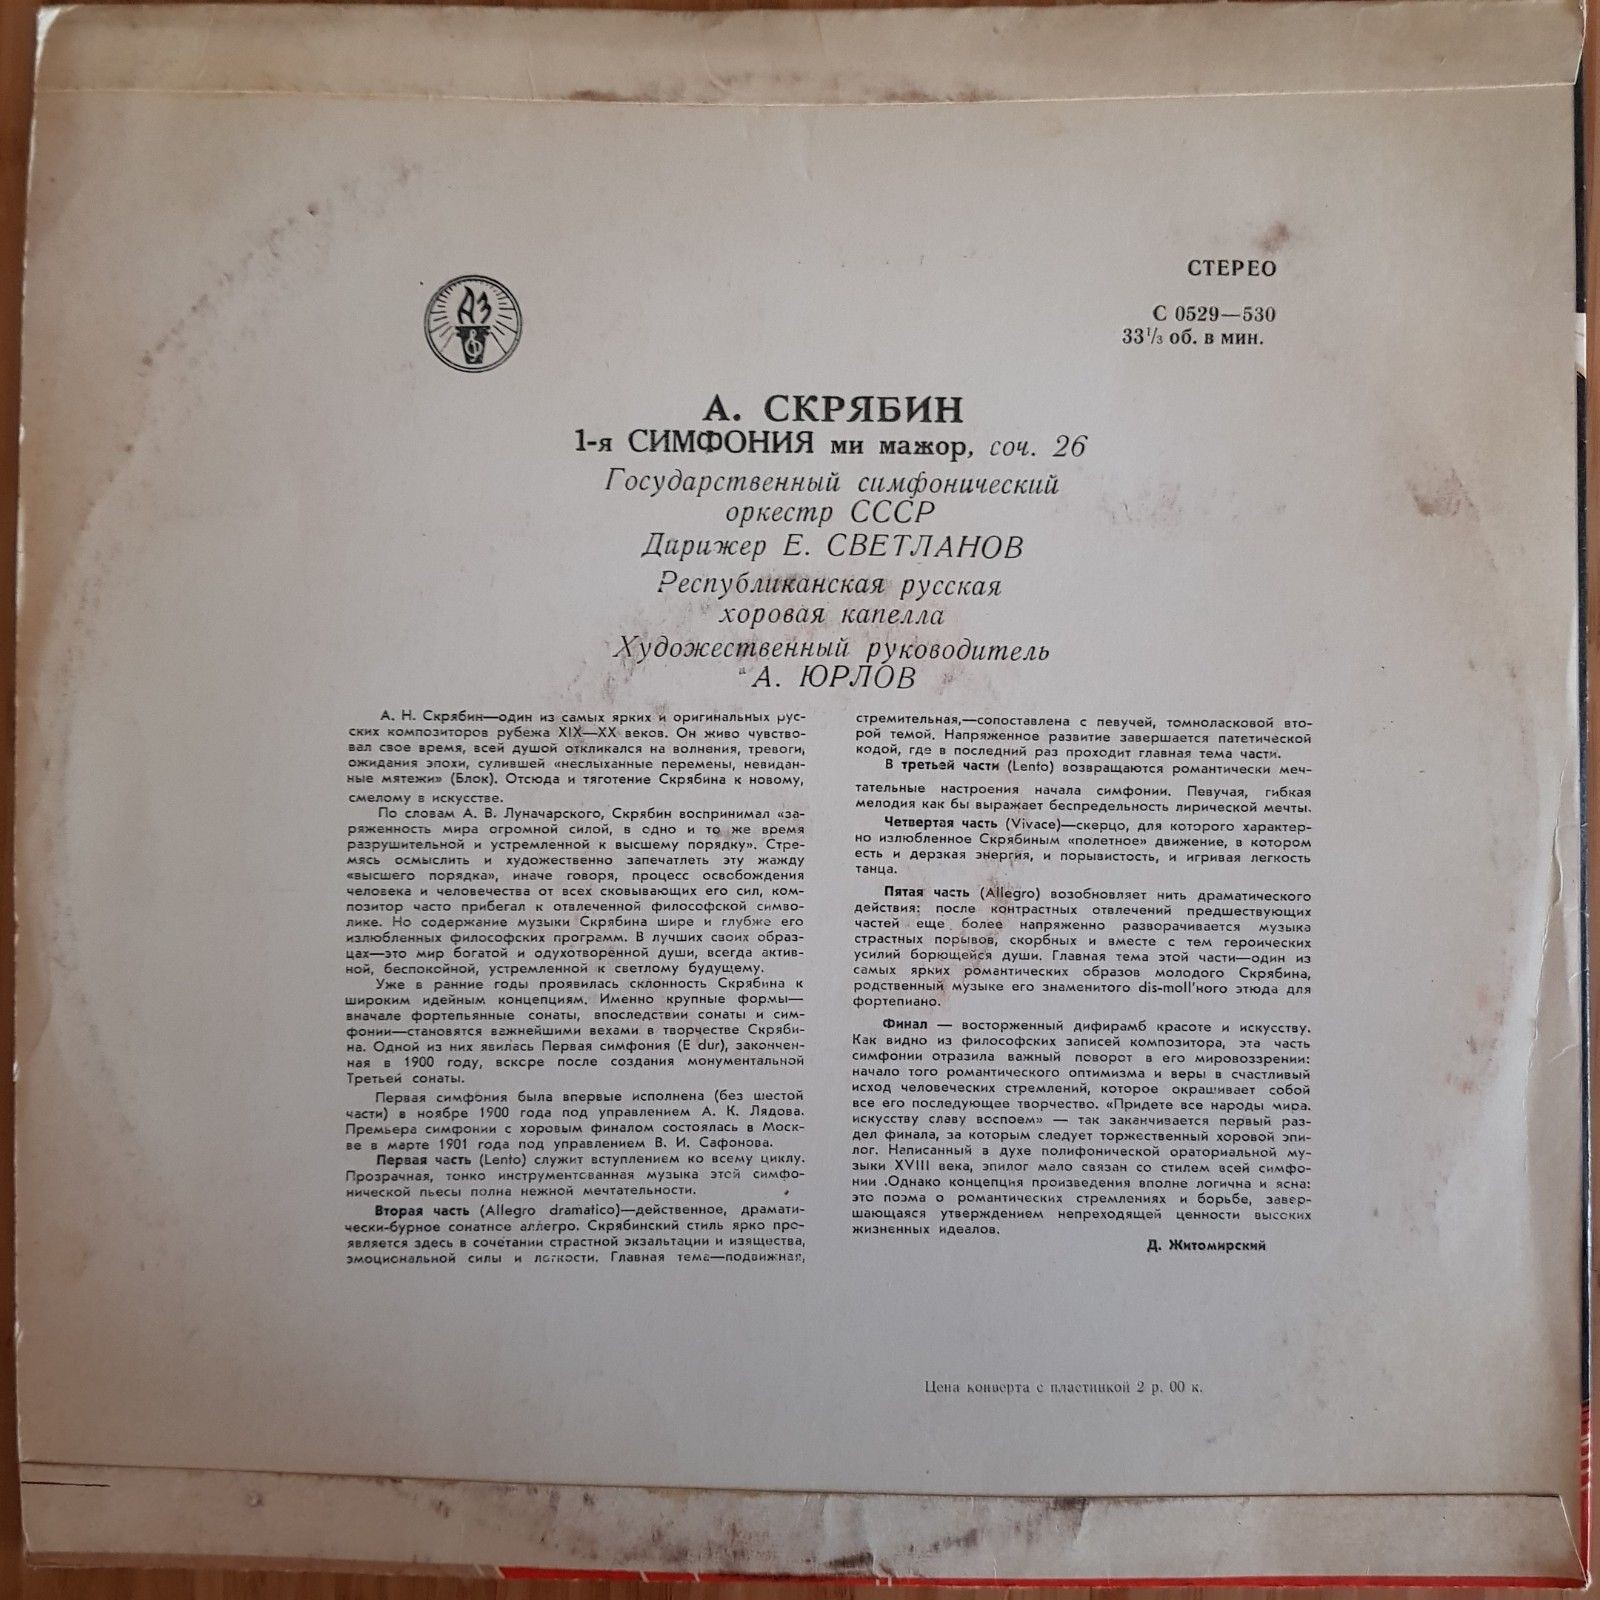 АЗ
СТЕРЕО
С 0529—530
33⅓ об. в мин.
А. СКРЯБИН
1-я СИМФОНИЯ ми мажор, соч. 26
Государственный симфонический
оркестр СССР
Дирижер Е. СВЕТЛАНОВ
Республиканская русская
хоровая капелла
Художественный руководитель
А. ЮРЛОВ
А. Н. Скрябин—один из самых ярких и оригинальных рус-
ских композиторов рубежа XIX—XX веков. Он живо чувство-
вал свое время, всей душой откликался на волнения, тревоги,
ожидания эпохи, сулившей «неслыханные перемены, невидан-
ные мятежи» (Блок). Отсюда и тяготение Скрябина к новому,
смелому в искусстве.
По словам А. В. Луначарского, Скрябин воспринимал «за-
ряженность мира огромной силой, в одно и то же время
разрушительной и устремленной к высшему порядку». Стре-
мясь осмыслить и художественно запечатлеть эту жажду
«высшего порядка», иначе говоря, процесс освобождения
человека и человечества от всех сковывающих его сил, ком-
позитор часто прибегал к отвлеченной философской симво-
лике. Но содержание музыки Скрябина шире и глубже его
излюбленных философских программ. В лучших своих образ-
цах—это мир богатой и одухотворенной души, всегда актив-
ной, беспокойной, устремленной к светлому будущему.
Уже в ранние годы проявилась склонность Скрябина к
широким идейным концепциям. Именно крупные формы—
вначале фортепьянные сонаты, впоследствии сонаты и сим-
фонии—становятся важнейшими вехами в творчестве Скряби-
на. Одной из них явилась Первая симфония (E dur), закончен-
ная в 1900 году, вскоре после создания монументальной
Третьей сонаты.
Первая симфония была впервые исполнена (без шестой
части) в ноябре 1900 года под управлением А. К. Лядова.
Премьера симфонии с хоровым финалом состоялась в Моск-
ве в марте 1901 года под управлением В. И. Сафонова.
Первая часть (Lento) служит вступлением ко всему циклу.
Прозрачная, тонко инструментованная музыка этой симфо-
нической пьесы полна нежной мечтательности.
Вторая часть (Allegro dramatico)—действенное, драмати-
чески-бурное сонатное аллегро. Скрябинский стиль ярко про-
является здесь в сочетании страстной экзальтации и изящества,
эмоциональной силы и легкости. Главная тема—подвижная,
стремительная,—сопоставлена с певучей, томноласковой вто-
рой темой. Напряженное развитие завершается патетической
кодой, где в последний раз проходит главная тема части.
В третьей части (Lento) возвращаются романтически меч-
тательные настроения начала симфонии. Певучая, гибкая
мелодия как бы выражает беспредельность лирической мечты.
Четвертая часть (Vivace)—скерцо, для которого характер-
но излюбленное Скрябиным «полетное» движение, в котором
есть и дерзкая энергия, и порывистость, и игривая легкость
танца.
Пятая часть (Allegro) возобновляет нить драматического
действия: после контрастных отвлечений предшествующих
частей еще более напряженно разворачивается музыка
страстных порывов, скорбных и вместе с тем героических
усилий борющейся души. Главная тема этой части—один из
самых ярких романтических образов молодого Скрябина,
родственный музыке его знаменитого dis-moll'ного этюда для
фортепиано.
Финал — восторженный дифирамб красоте и искусству.
Как видно из философских записей композитора, эта часть
симфонии отразила важный поворот в его мировоззрении:
начало того романтического оптимизма и веры в счастливый
исход человеческих стремлений, которое окрашивает собой
все его последующее творчество. «Придете все народы мира.
искусству славу воспоем» — так заканчивается первый раз-
дел финала, за которым следует торжественный хоровой эпи-
лог. Написанный в духе полифонической ораториальной му-
зыки XVIII века, эпилог мало связан со стилем всей симфо-
нии .Однако концепция произведения вполне логична и ясна:
это поэма о романтических стремлениях и борьбе, завер-
шающаяся утверждением непреходящей ценности высоких
жизненных идеалов.
Д. Житомирский
Цена конверта с пластинкой 2 р. 00 к.